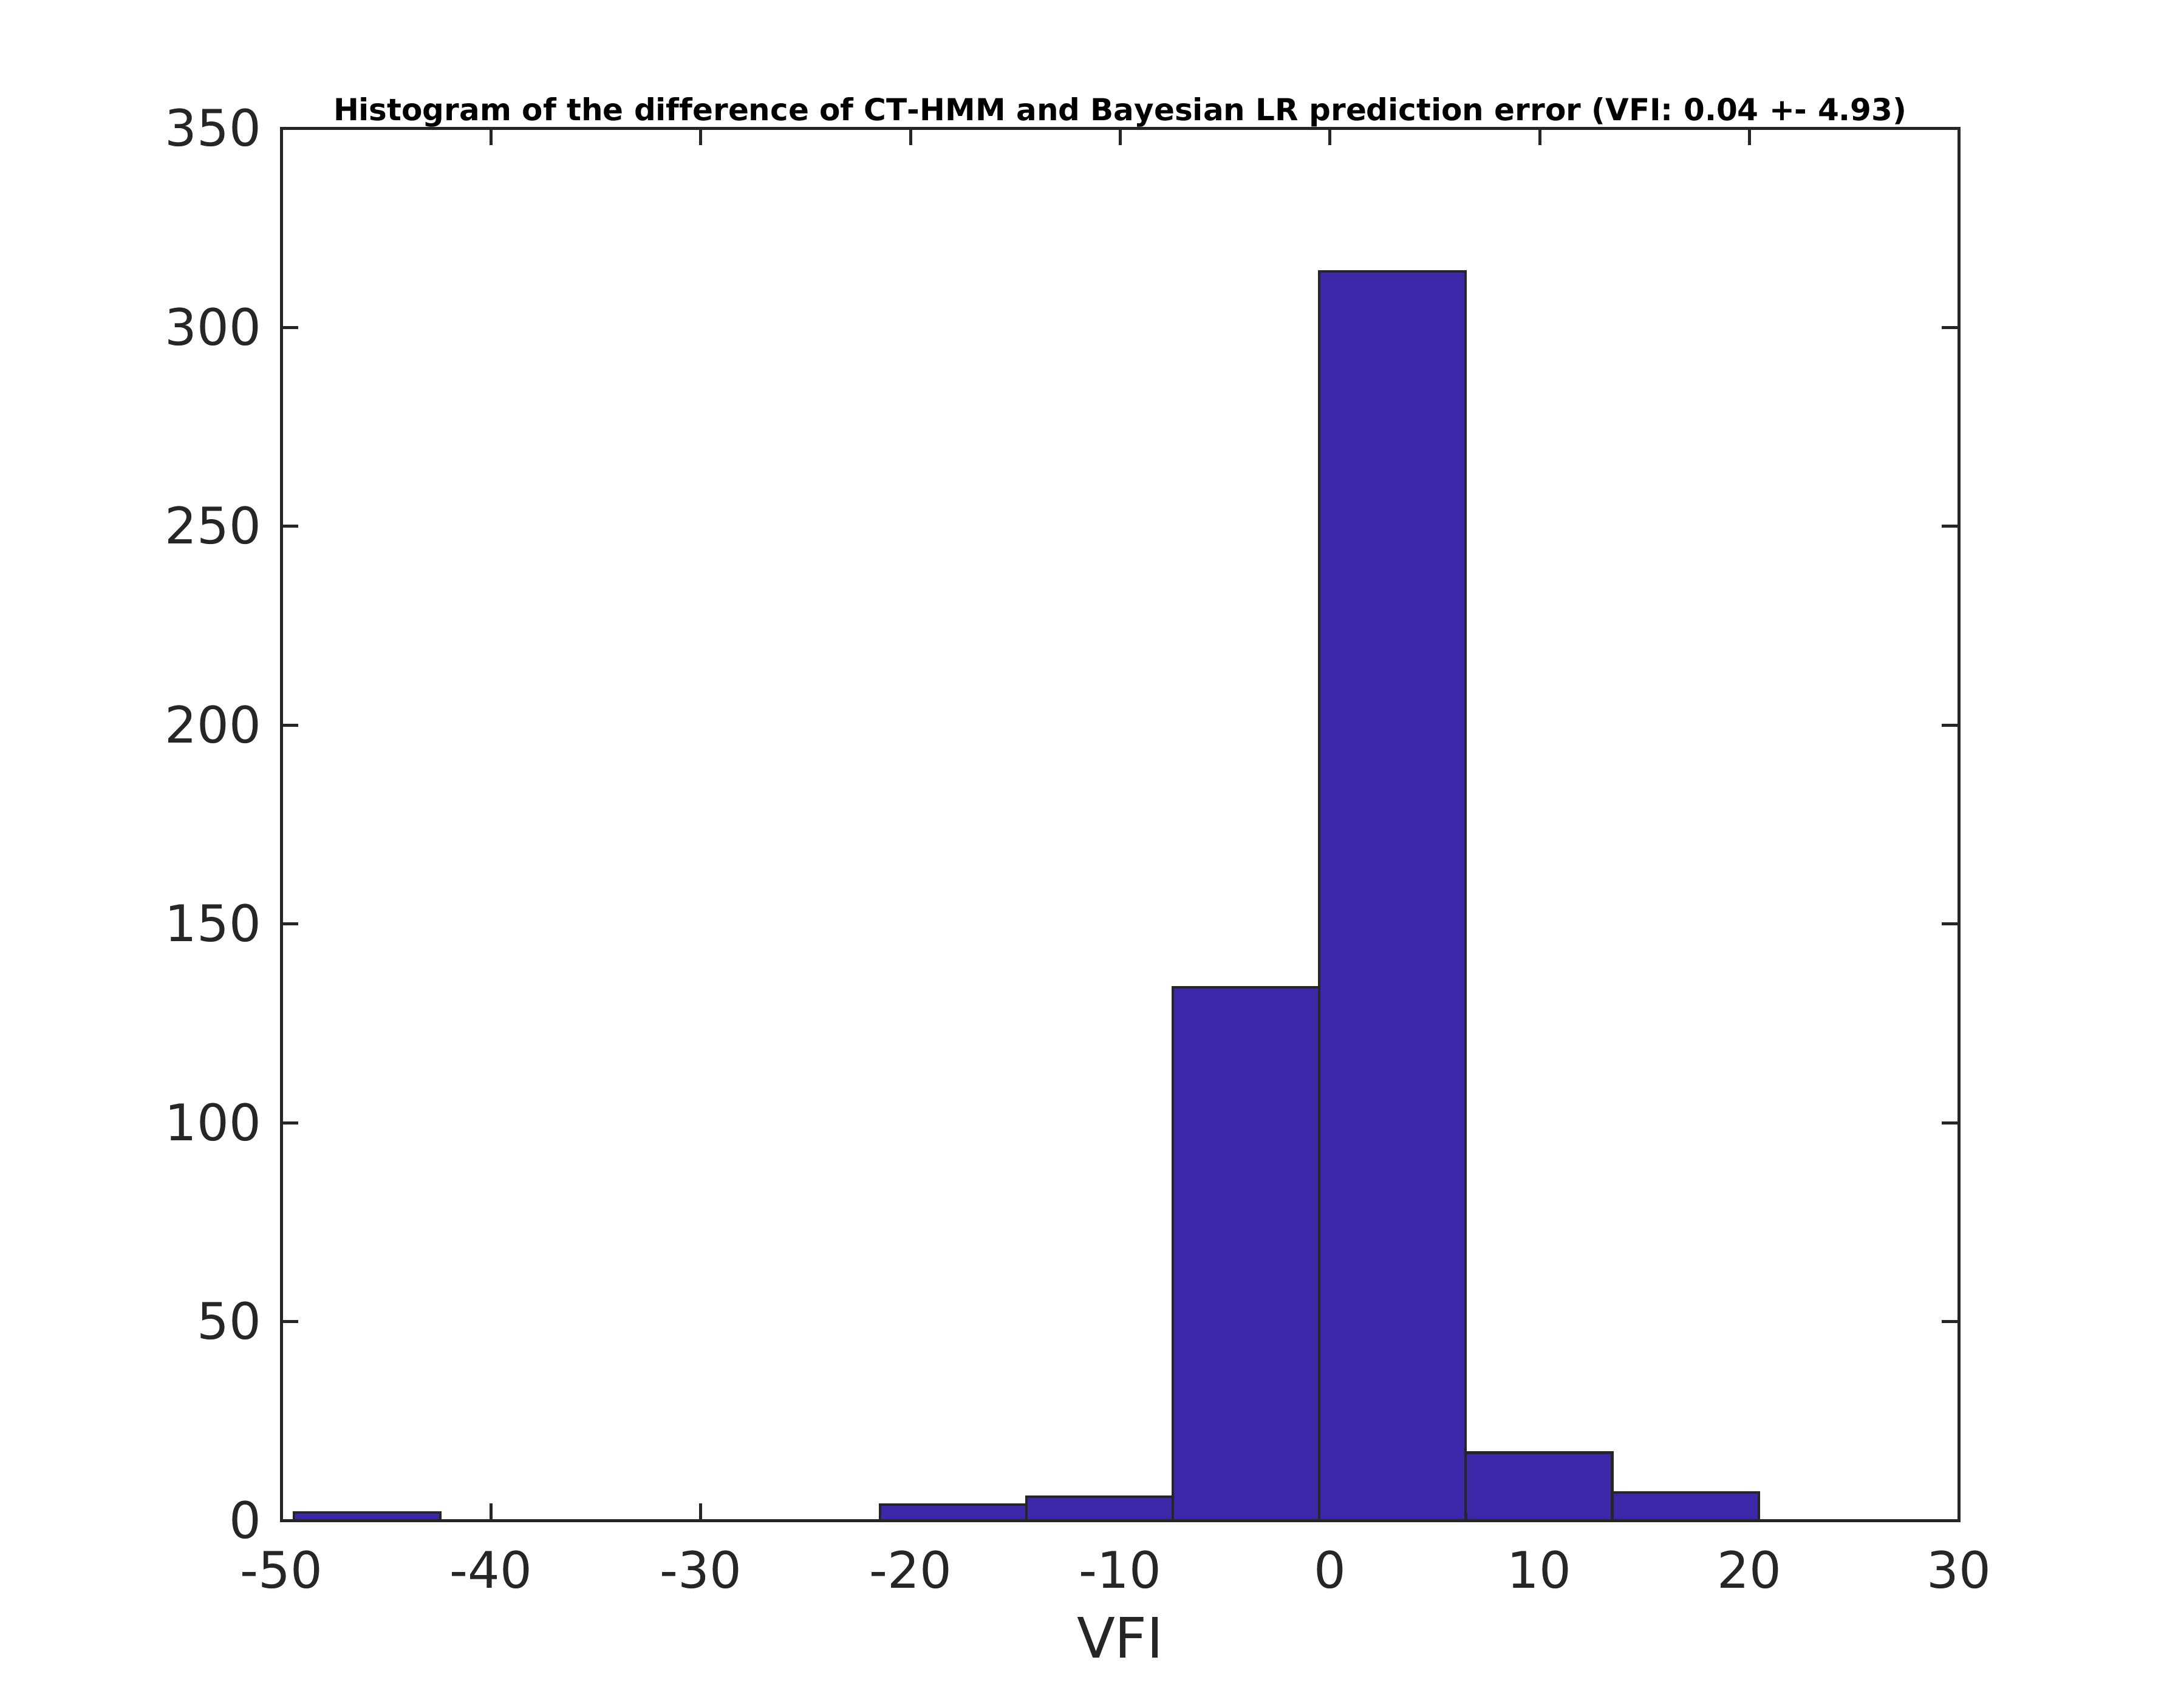 Histogram of the difference of CT-HMM and Bayesian LR prediction error (VFI: 0.04 +- 4.93)
350
300
250
200
150
100
50
0
-50 -40 -30 -20 -10 0 10 20 30
VFI